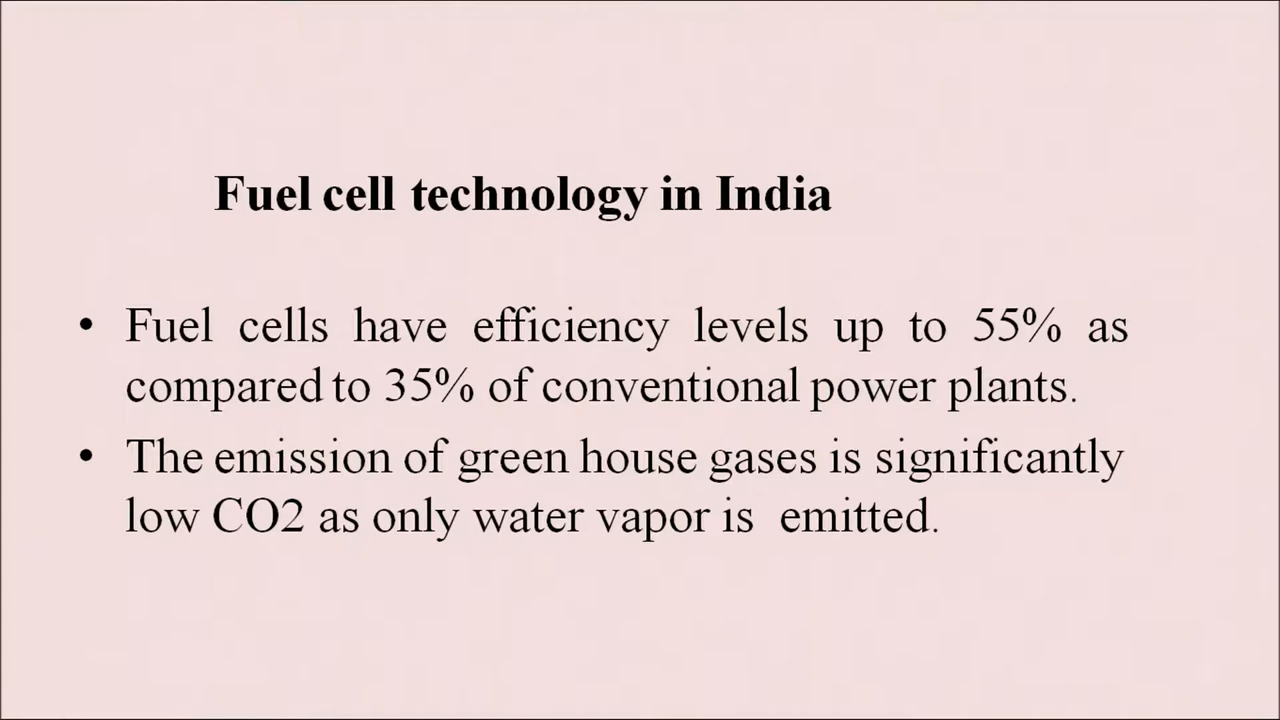 Fuel cell technology in India
• Fuel cells have efficiency levels up to 55% as
compared to 35% of conventional power plants.
• The emission of green house gases is significantly
low CO2 as only water vapor is emitted.